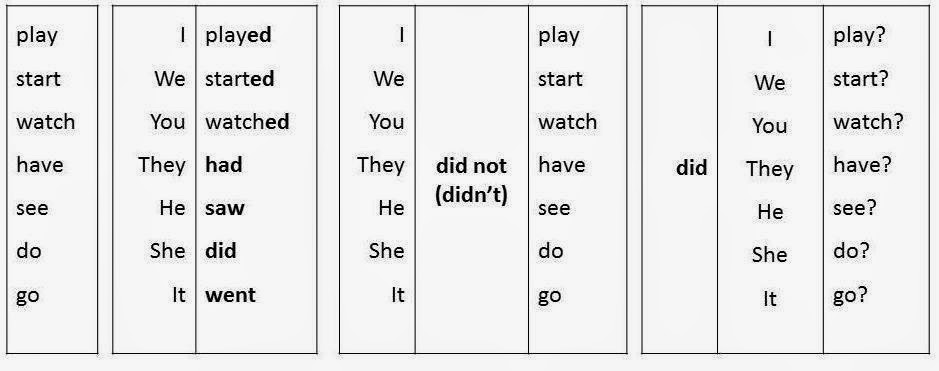 play I played I play I play?
start We started We start We start?
watch You watched You watch You watch?
have They had They did not have did They have?
(didn't)
see He saw He see He see?
do She did She do She do?
go It went It go It go?